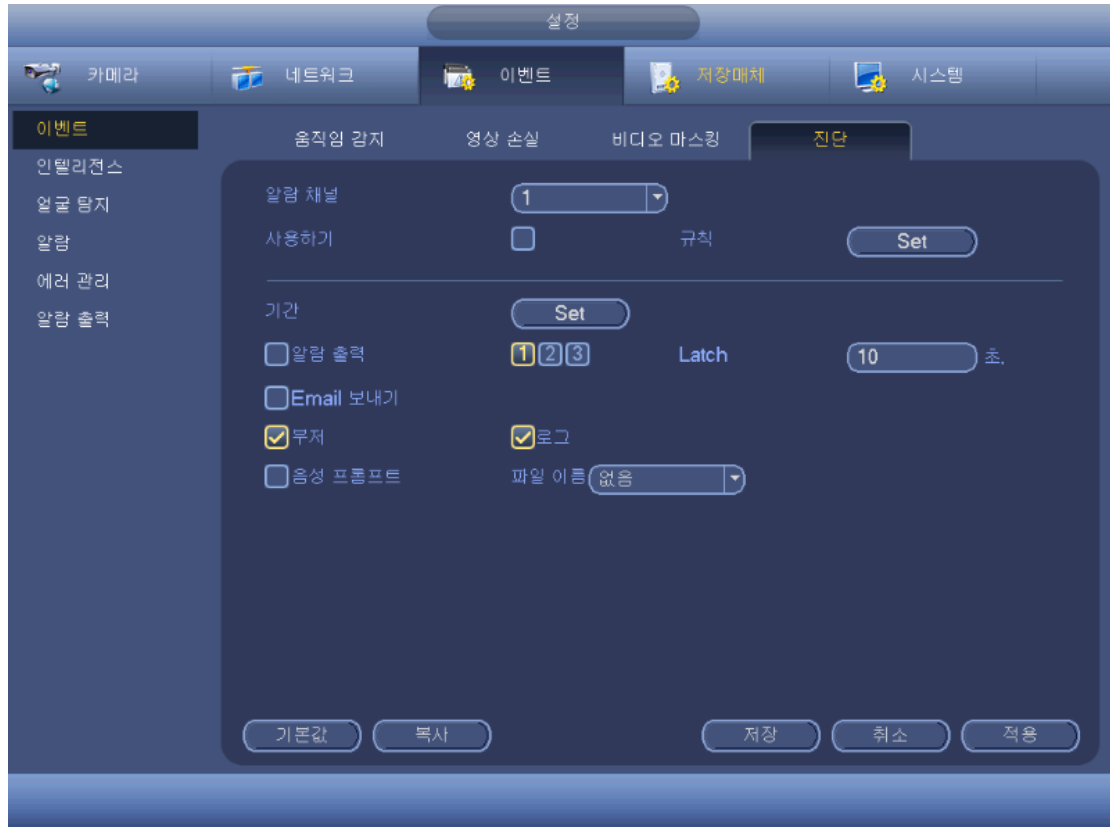 설정
카메라 네트워크 이벤트 저장매체 시스템
이벤트
인텔리전스
얼굴 탐지
알람
에러 관리
알람 출력
움직임 감지 영상 손실 비디오 마스킹 진단
알람 채널 1
사용하기 규칙 Set
기간 Set
알람 출력 1 2 3 Latch 10 초.
Email 보내기
부저 로그
음성 프롬프트 파일 이름 없음
기본값 복사 저장 취소 적용